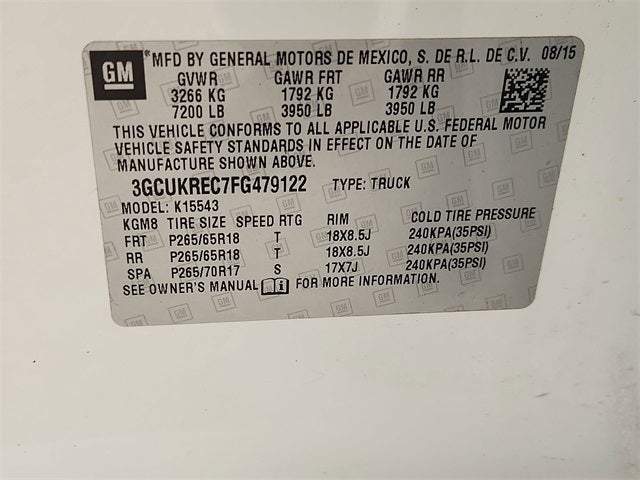 GM
MFD BY GENERAL MOTORS DE MEXICO, S. DE R.L. DE C.V. 08/15
GVWR GAWR FRT GAWR RR
3266 KG 1792 KG 1792 KG
7200 LB 3950 LB 3950 LB
THIS VEHICLE CONFORMS TO ALL APPLICABLE U.S. FEDERAL MOTOR
VEHICLE SAFETY STANDARDS IN EFFECT ON THE DATE OF
MANUFACTURE SHOWN ABOVE.
3GCUKREC7FG479122 TYPE: TRUCK
MODEL: K15543
KGM8 TIRE SIZE SPEED RTG RIM COLD TIRE PRESSURE
FRT P265/65R18 T 18X8.5J 240KPA(35PSI)
RR P265/65R18 T 18X8.5J 240KPA(35PSI)
SPA P265/70R17 S 17X7J 240KPA(35PSI)
SEE OWNER'S MANUAL FOR MORE INFORMATION.